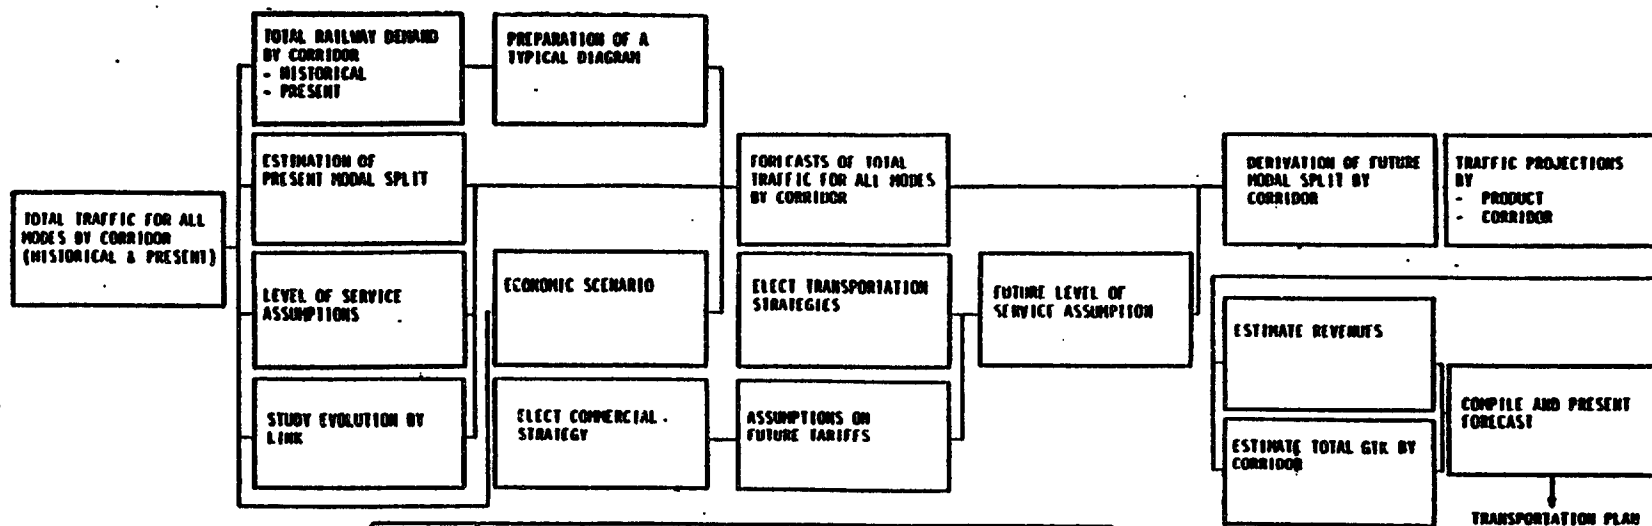 TOTAL TRAFFIC FOR ALL
MODES BY CORRIDOR
(HISTORICAL & PRESENT)
TOTAL RAILWAY DEMAND
BY CORRIDOR
- HISTORICAL
- PRESENT
ESTIMATION OF
PRESENT MODAL SPLIT
LEVEL OF SERVICE
ASSUMPTIONS
STUDY EVOLUTION BY
LINK
PREPARATION OF A
TYPICAL DIAGRAM
ECONOMIC SCENARIO
ELECT COMMERCIAL
STRATEGY
FORECASTS OF TOTAL
TRAFFIC FOR ALL MODES
BY CORRIDOR
ELECT TRANSPORTATION
STRATEGIES
ASSUMPTIONS ON
FUTURE TARIFFS
FUTURE LEVEL OF
SERVICE ASSUMPTION
DERIVATION OF FUTURE
MODAL SPLIT BY
CORRIDOR
TRAFFIC PROJECTIONS
BY
- PRODUCT
- CORRIDOR
ESTIMATE REVENUES
ESTIMATE TOTAL GTK BY
CORRIDOR
COMPILE AND PRESENT
FORECAST
TRANSPORTATION PLAN